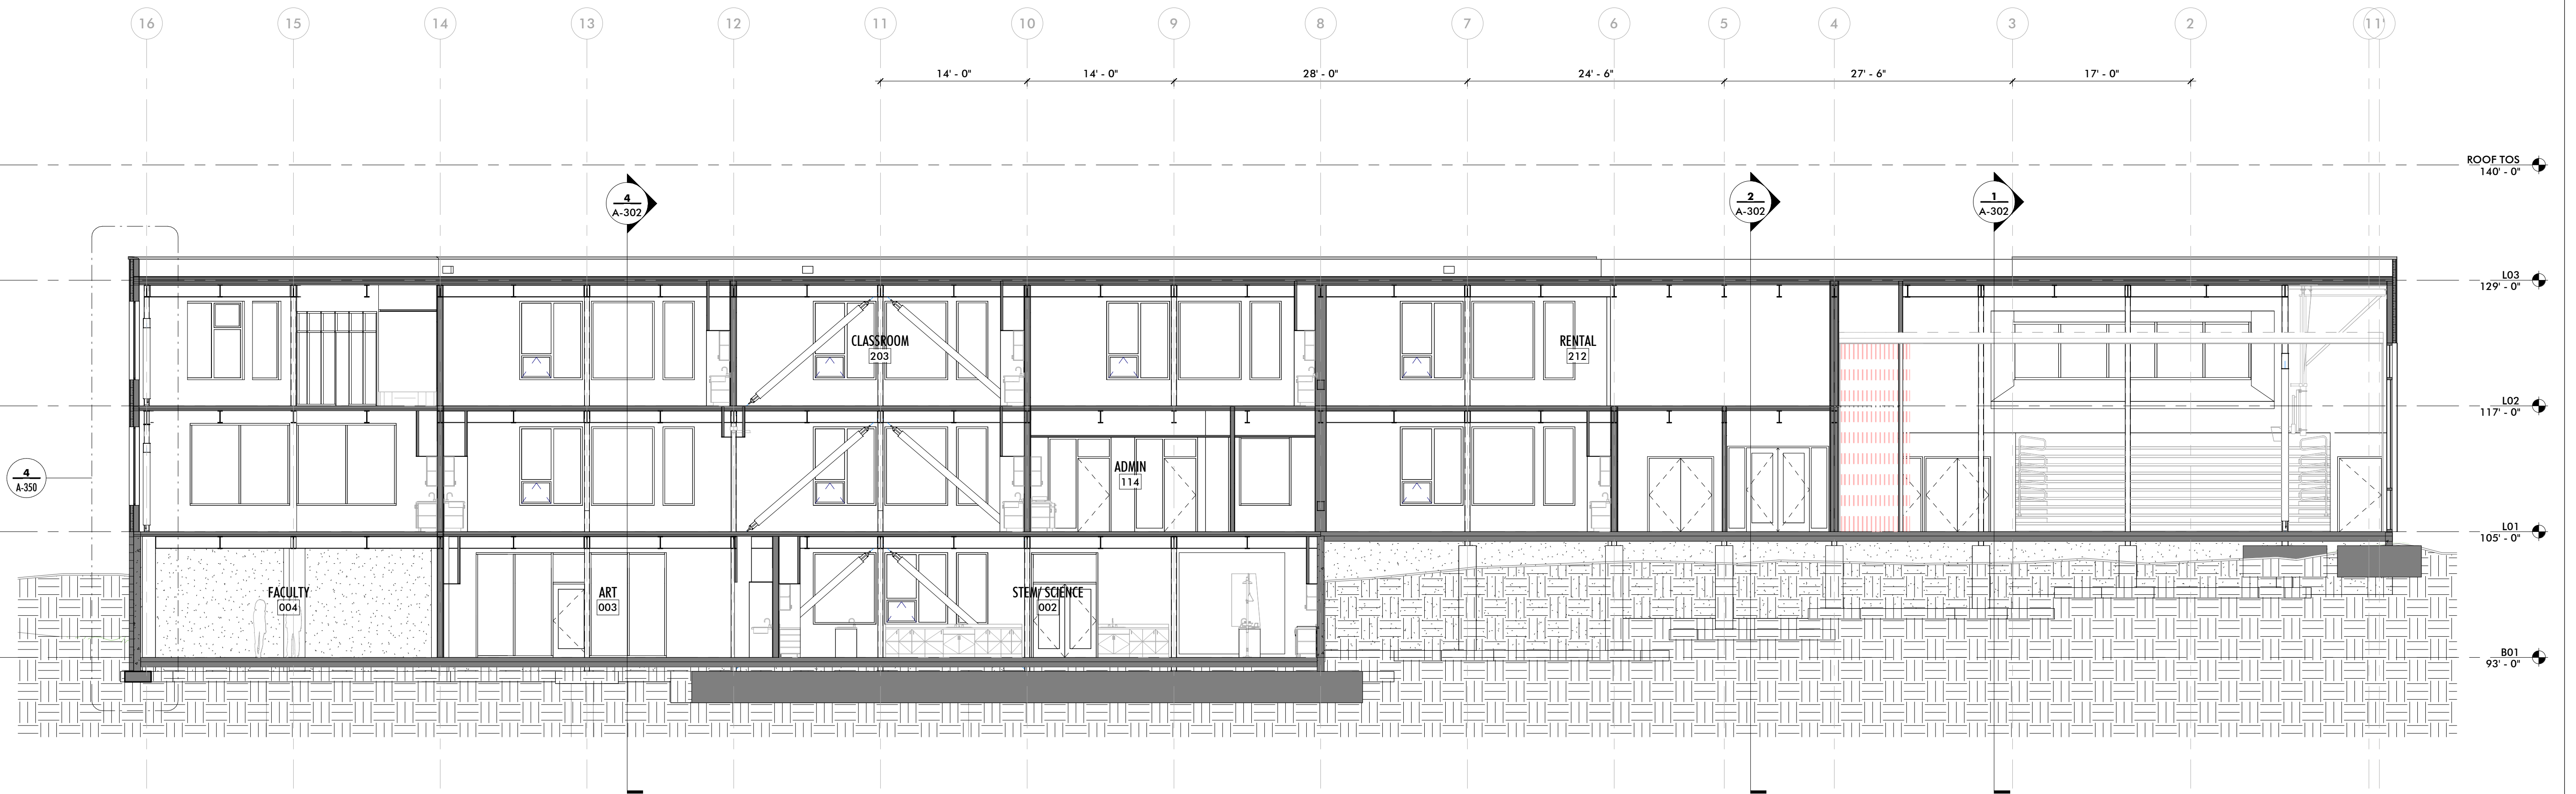 16
15
14
13
12
11
10
9
8
7
6
5
4
3
2
1
1'
14' - 0"
14' - 0"
28' - 0"
24' - 6"
27' - 6"
17' - 0"
ROOF TOS
140' - 0"
4
A-302
2
A-302
1
A-302
L03
129' - 0"
CLASSROOM
203
RENTAL
212
L02
117' - 0"
4
A-350
ADMIN
114
L01
105' - 0"
FACULTY
004
ART
003
STEM/ SCIENCE
002
B01
93' - 0"